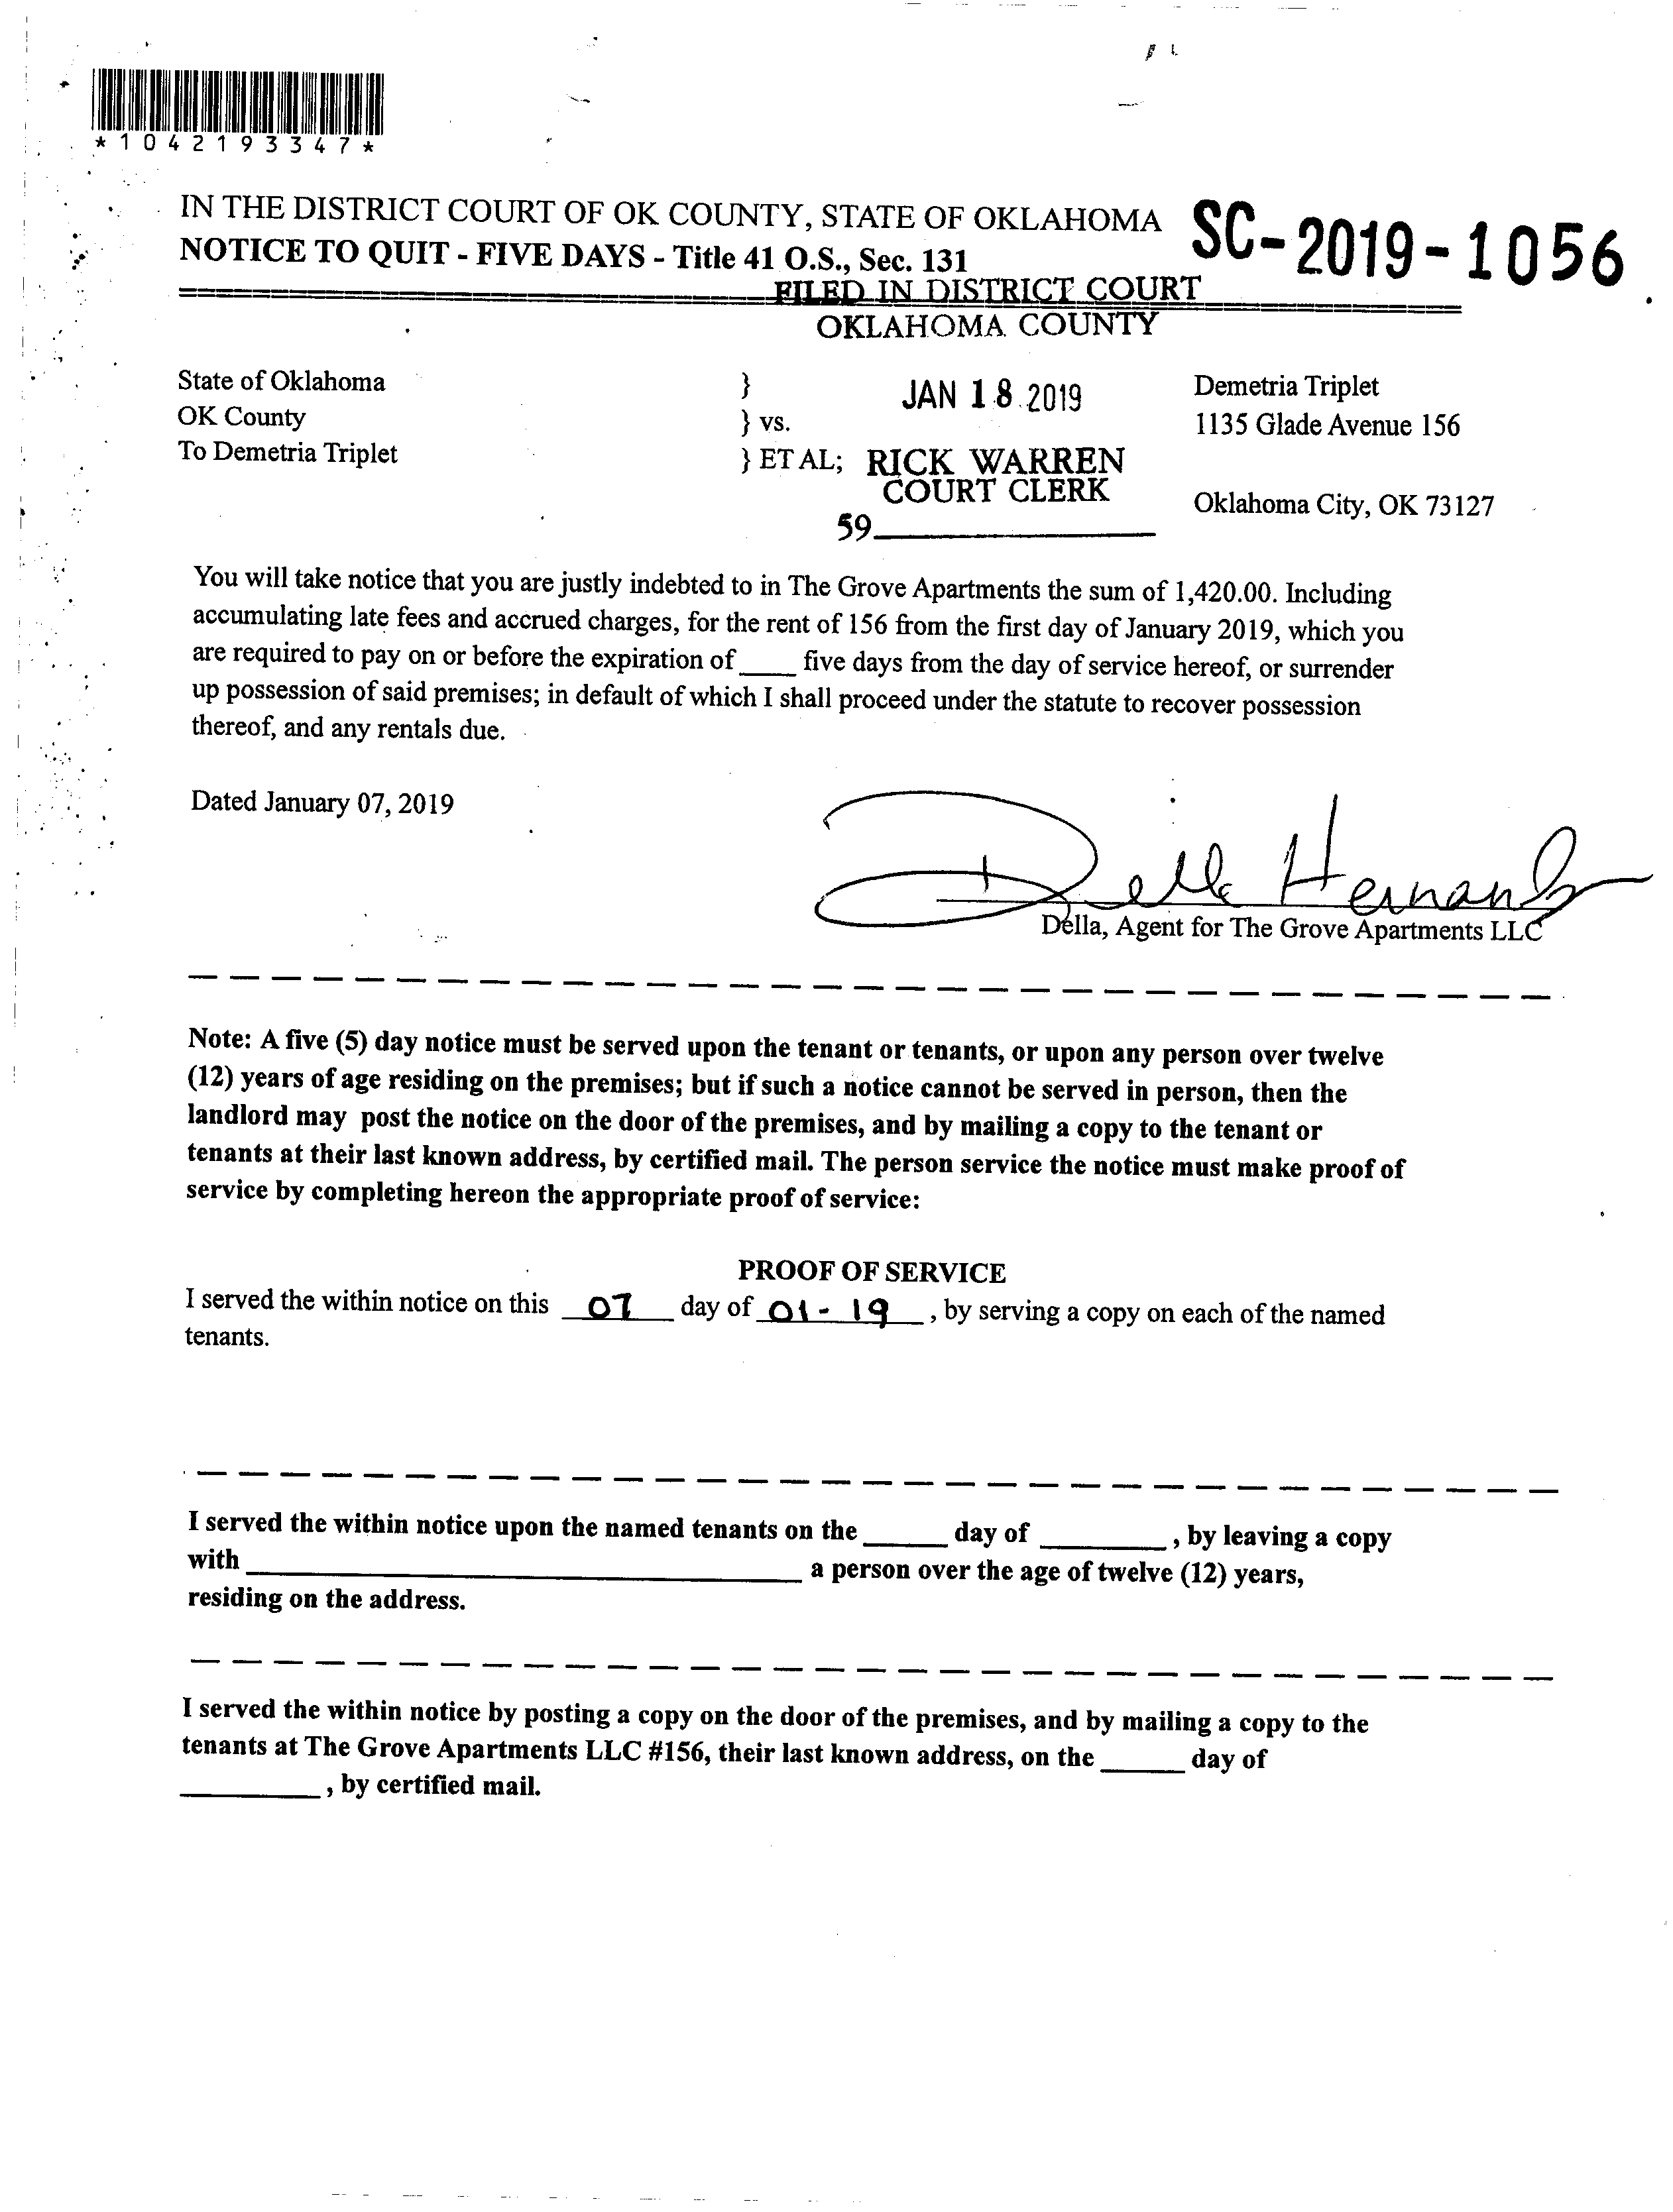 *1042193347*
IN THE DISTRICT COURT OF OK COUNTY, STATE OF OKLAHOMA
SC-2019-1056
NOTICE TO QUIT - FIVE DAYS - Title 41 O.S., Sec. 131
FILED IN DISTRICT COURT
OKLAHOMA COUNTY
State of Oklahoma } JAN 18 2019 Demetria Triplet
OK County } vs. 1135 Glade Avenue 156
To Demetria Triplet } ET AL; RICK WARREN
COURT CLERK
Oklahoma City, OK 73127
59____
You will take notice that you are justly indebted to in The Grove Apartments the sum of 1,420.00. Including
accumulating late fees and accrued charges, for the rent of 156 from the first day of January 2019, which you
are required to pay on or before the expiration of ____ five days from the day of service hereof, or surrender
up possession of said premises; in default of which I shall proceed under the statute to recover possession
thereof, and any rentals due.
Dated January 07, 2019
Della Hernandez
Della, Agent for The Grove Apartments LLC
Note: A five (5) day notice must be served upon the tenant or tenants, or upon any person over twelve
(12) years of age residing on the premises; but if such a notice cannot be served in person, then the
landlord may post the notice on the door of the premises, and by mailing a copy to the tenant or
tenants at their last known address, by certified mail. The person service the notice must make proof of
service by completing hereon the appropriate proof of service:
PROOF OF SERVICE
I served the within notice on this 07 day of 01-19, by serving a copy on each of the named
tenants.
I served the within notice upon the named tenants on the ______ day of _________, by leaving a copy
with ________________________________________ a person over the age of twelve (12) years,
residing on the address.
I served the within notice by posting a copy on the door of the premises, and by mailing a copy to the
tenants at The Grove Apartments LLC #156, their last known address, on the ______ day of
__________, by certified mail.